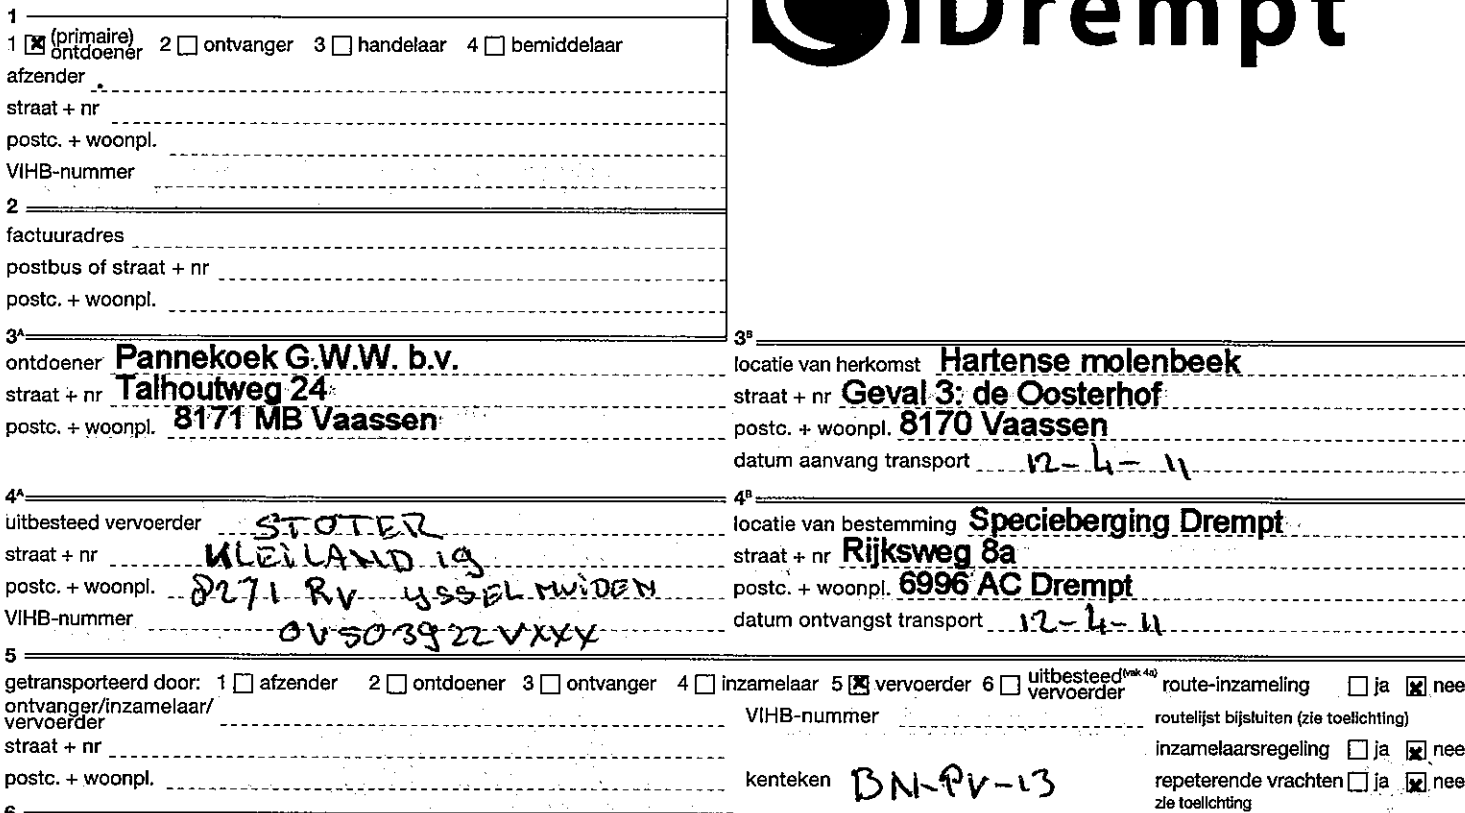 Drempt
1
1 ☒ (primaire) ontdoener 2 ☐ ontvanger 3 ☐ handelaar 4 ☐ bemiddelaar
afzender
straat + nr
postc. + woonpl.
VIHB-nummer
2
factuuradres
postbus of straat + nr
postc. + woonpl.
3A
ontdoener Pannekoek G.W.W. b.v.
straat + nr Talhoutweg 24
postc. + woonpl. 8171 MB Vaassen
3B
locatie van herkomst Hartense molenbeek
straat + nr Geval 3: de Oosterhof
postc. + woonpl. 8170 Vaassen
datum aanvang transport 12-4-11
4A
uitbesteed vervoerder STOTER
straat + nr KLEILAND 19
postc. + woonpl. 8271 RV YSSELMUIDEN
VIHB-nummer OV503922VXXX
4B
locatie van bestemming Specieberging Drempt
straat + nr Rijksweg 8a
postc. + woonpl. 6996 AC Drempt
datum ontvangst transport 12-4-11
5
getransporteerd door: 1 ☐ afzender 2 ☐ ontdoener 3 ☐ ontvanger 4 ☐ inzamelaar 5 ☒ vervoerder 6 ☐ uitbesteed (vak 4a) vervoerder route-inzameling ☐ ja ☒ nee
ontvanger/inzamelaar/vervoerder VIHB-nummer routelijst bijsluiten (zie toelichting)
straat + nr inzamelaarsregeling ☐ ja ☒ nee
postc. + woonpl. kenteken BN-PV-13 repeterende vrachten ☐ ja ☒ nee
zie toelichting